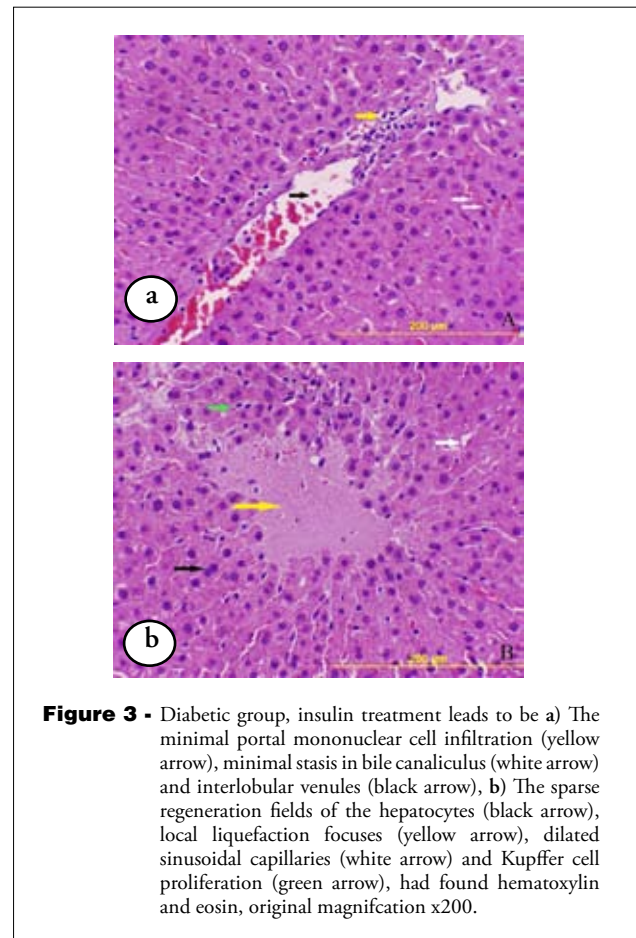 a
200 µm
A
b
200 µm
B
Figure 3 - Diabetic group, insulin treatment leads to be a) The
minimal portal mononuclear cell infiltration (yellow
arrow), minimal stasis in bile canaliculus (white arrow)
and interlobular venules (black arrow), b) The sparse
regeneration fields of the hepatocytes (black arrow),
local liquefaction focuses (yellow arrow), dilated
sinusoidal capillaries (white arrow) and Kupffer cell
proliferation (green arrow), had found hematoxylin
and eosin, original magnifcation x200.